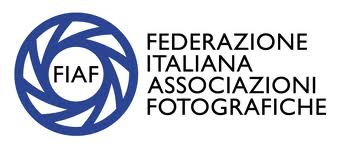 FIAF
FEDERAZIONE
ITALIANA
ASSOCIAZIONI
FOTOGRAFICHE